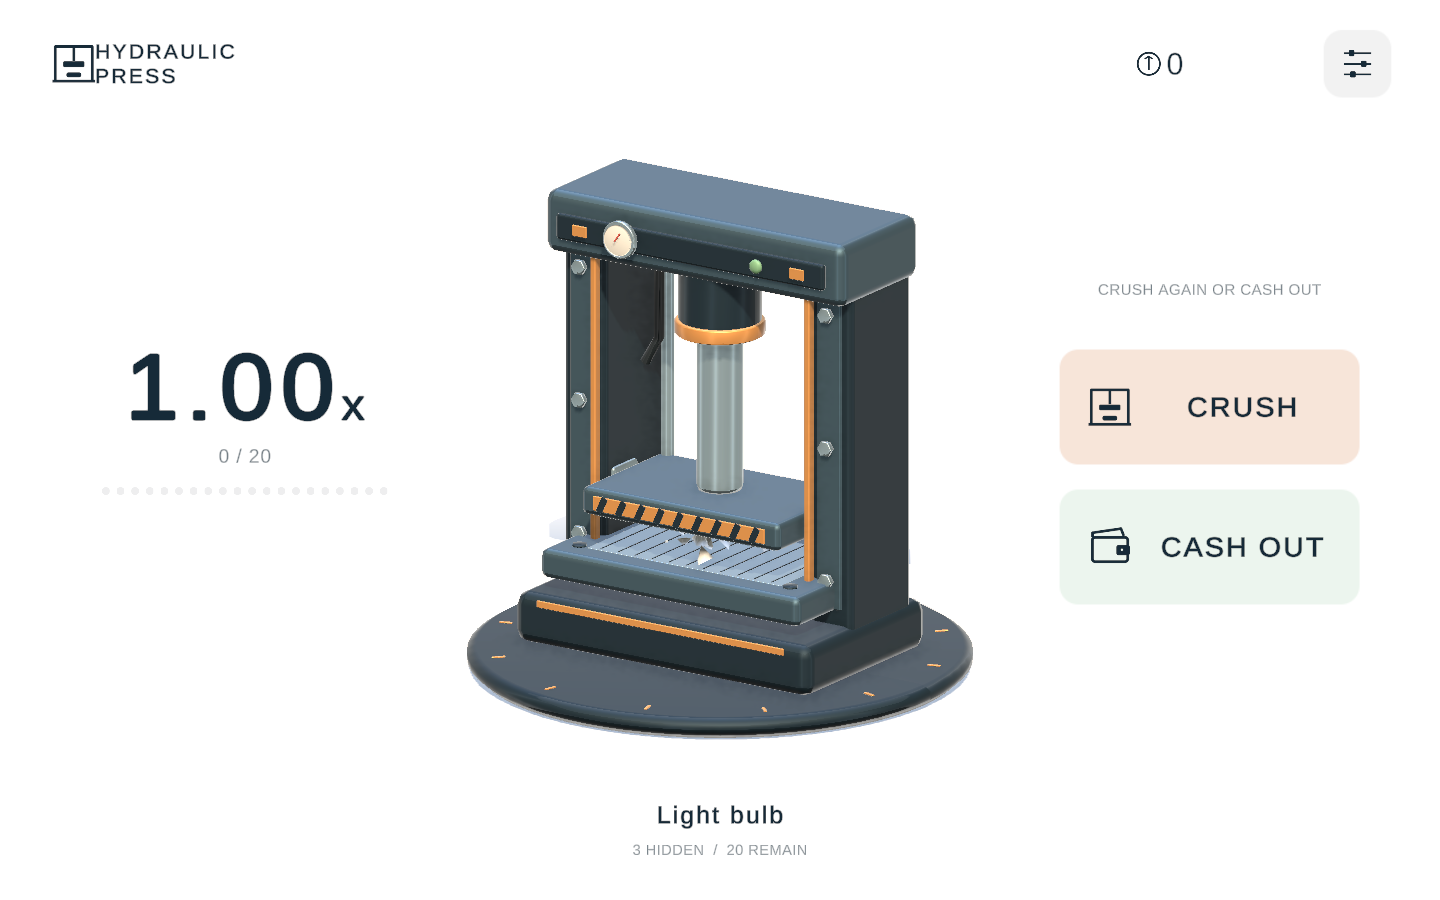 HYDRAULIC
PRESS
0
CRUSH AGAIN OR CASH OUT
1.00x
0 / 20
CRUSH
CASH OUT
Light bulb
3 HIDDEN / 20 REMAIN